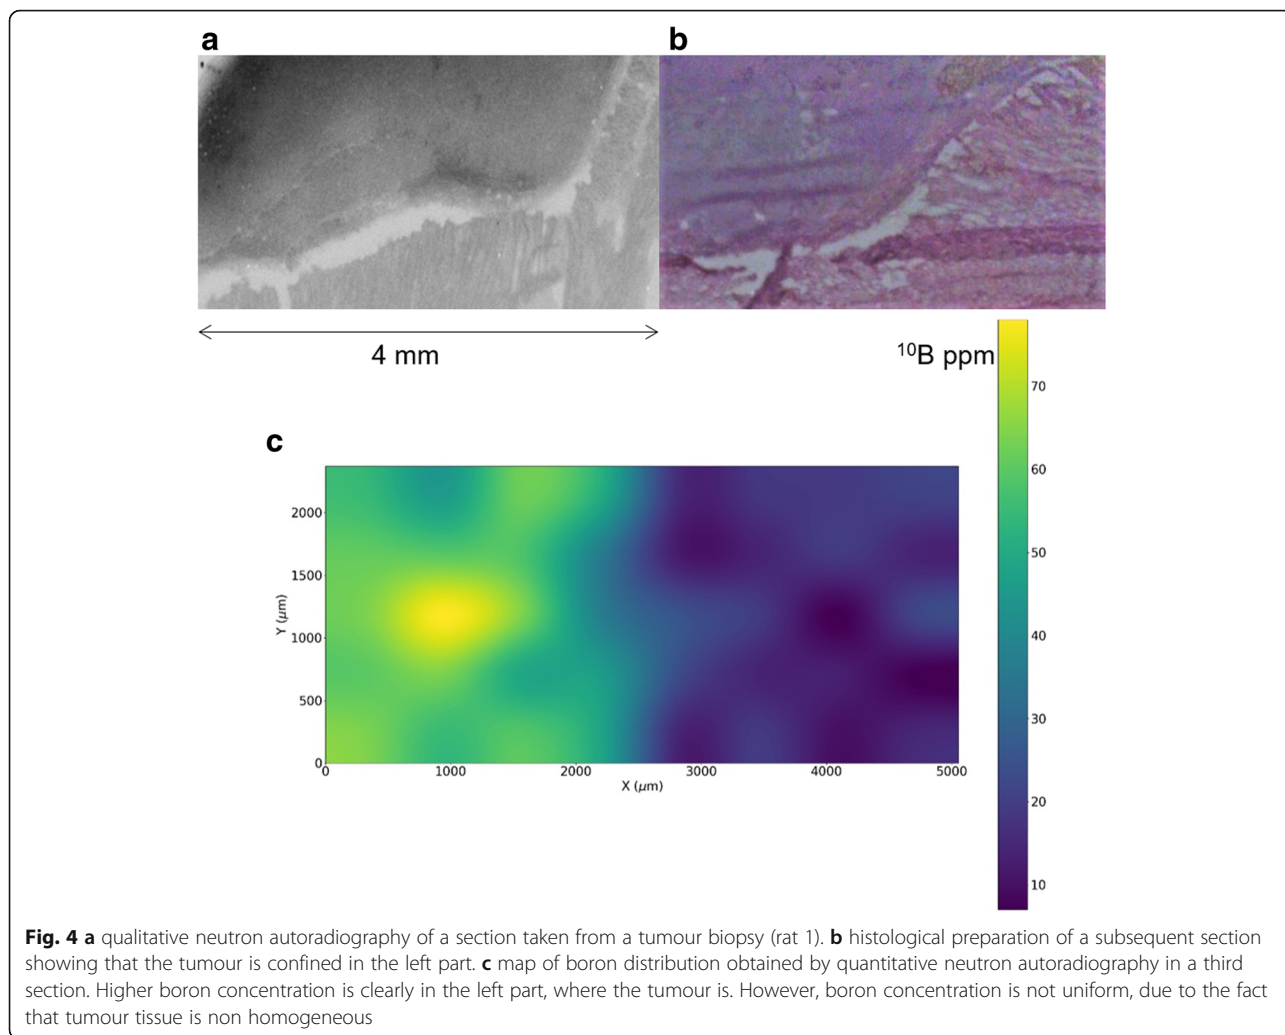 a
b
4 mm
¹⁰B ppm
70
60
50
40
30
20
10
c
2000
1500
1000
500
0
Y (μm)
0 1000 2000 3000 4000 5000
X (μm)
Fig. 4 a qualitative neutron autoradiography of a section taken from a tumour biopsy (rat 1). b histological preparation of a subsequent section
showing that the tumour is confined in the left part. c map of boron distribution obtained by quantitative neutron autoradiography in a third
section. Higher boron concentration is clearly in the left part, where the tumour is. However, boron concentration is not uniform, due to the fact
that tumour tissue is non homogeneous